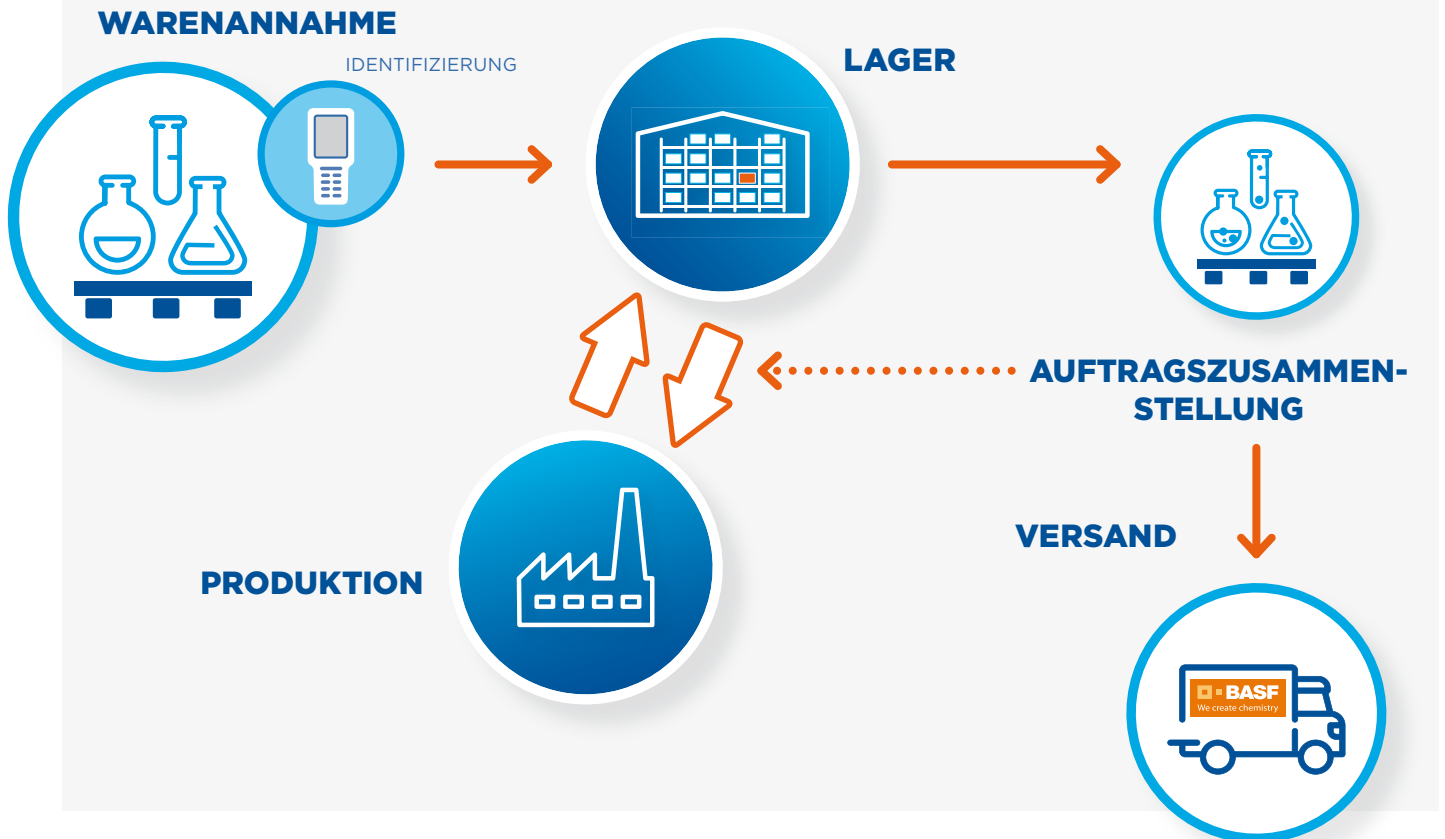 WARENANNAHME
IDENTIFIZIERUNG
LAGER
AUFTRAGSZUSAMMEN-
STELLUNG
VERSAND
PRODUKTION
BASF
We create chemistry